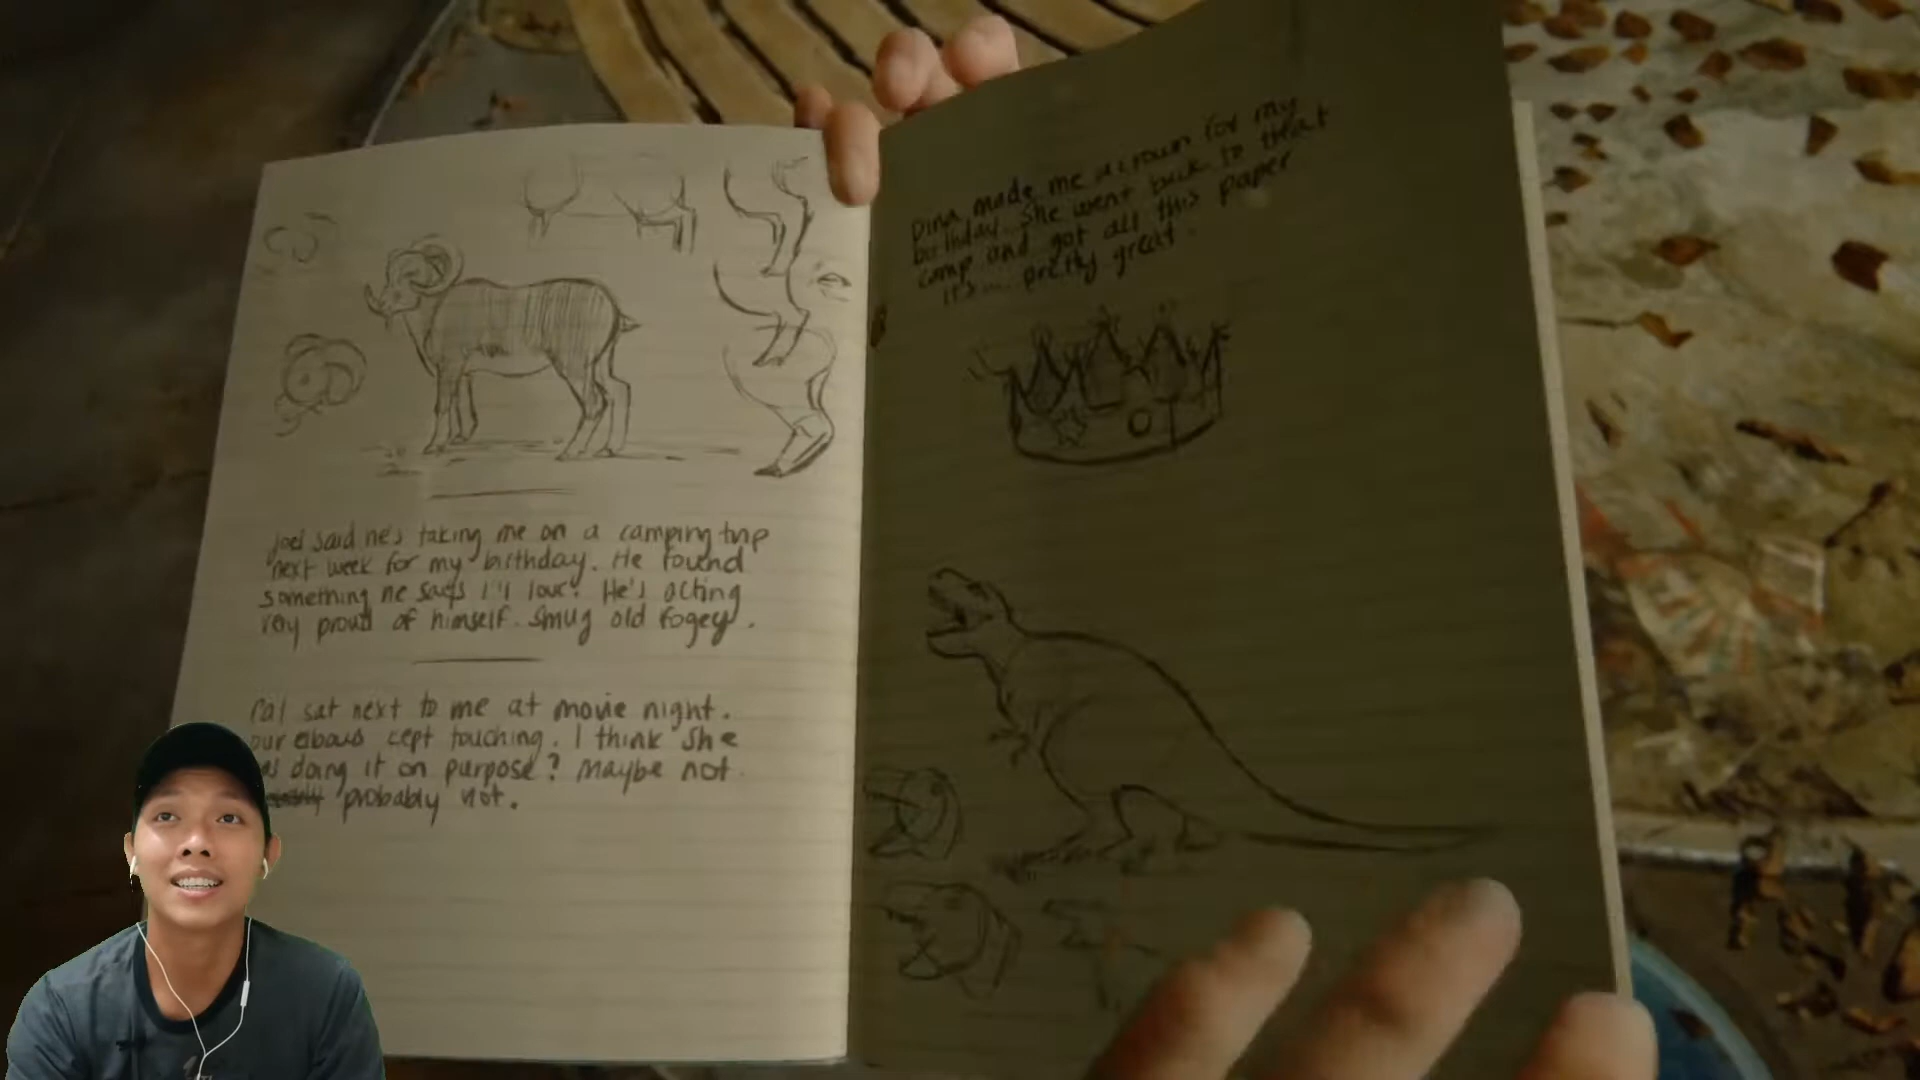 Joel said he's taking me on a camping trip
next week for my birthday. He found
something he says I'll love. He's acting
very proud of himself. Smug old fogey.
Cat sat next to me at movie night.
our elbows kept touching. I think she
was doing it on purpose? Maybe not.
probably not.
Dina made me a crown for my
birthday. She went back to that
camp and got all this paper
It's... pretty great.